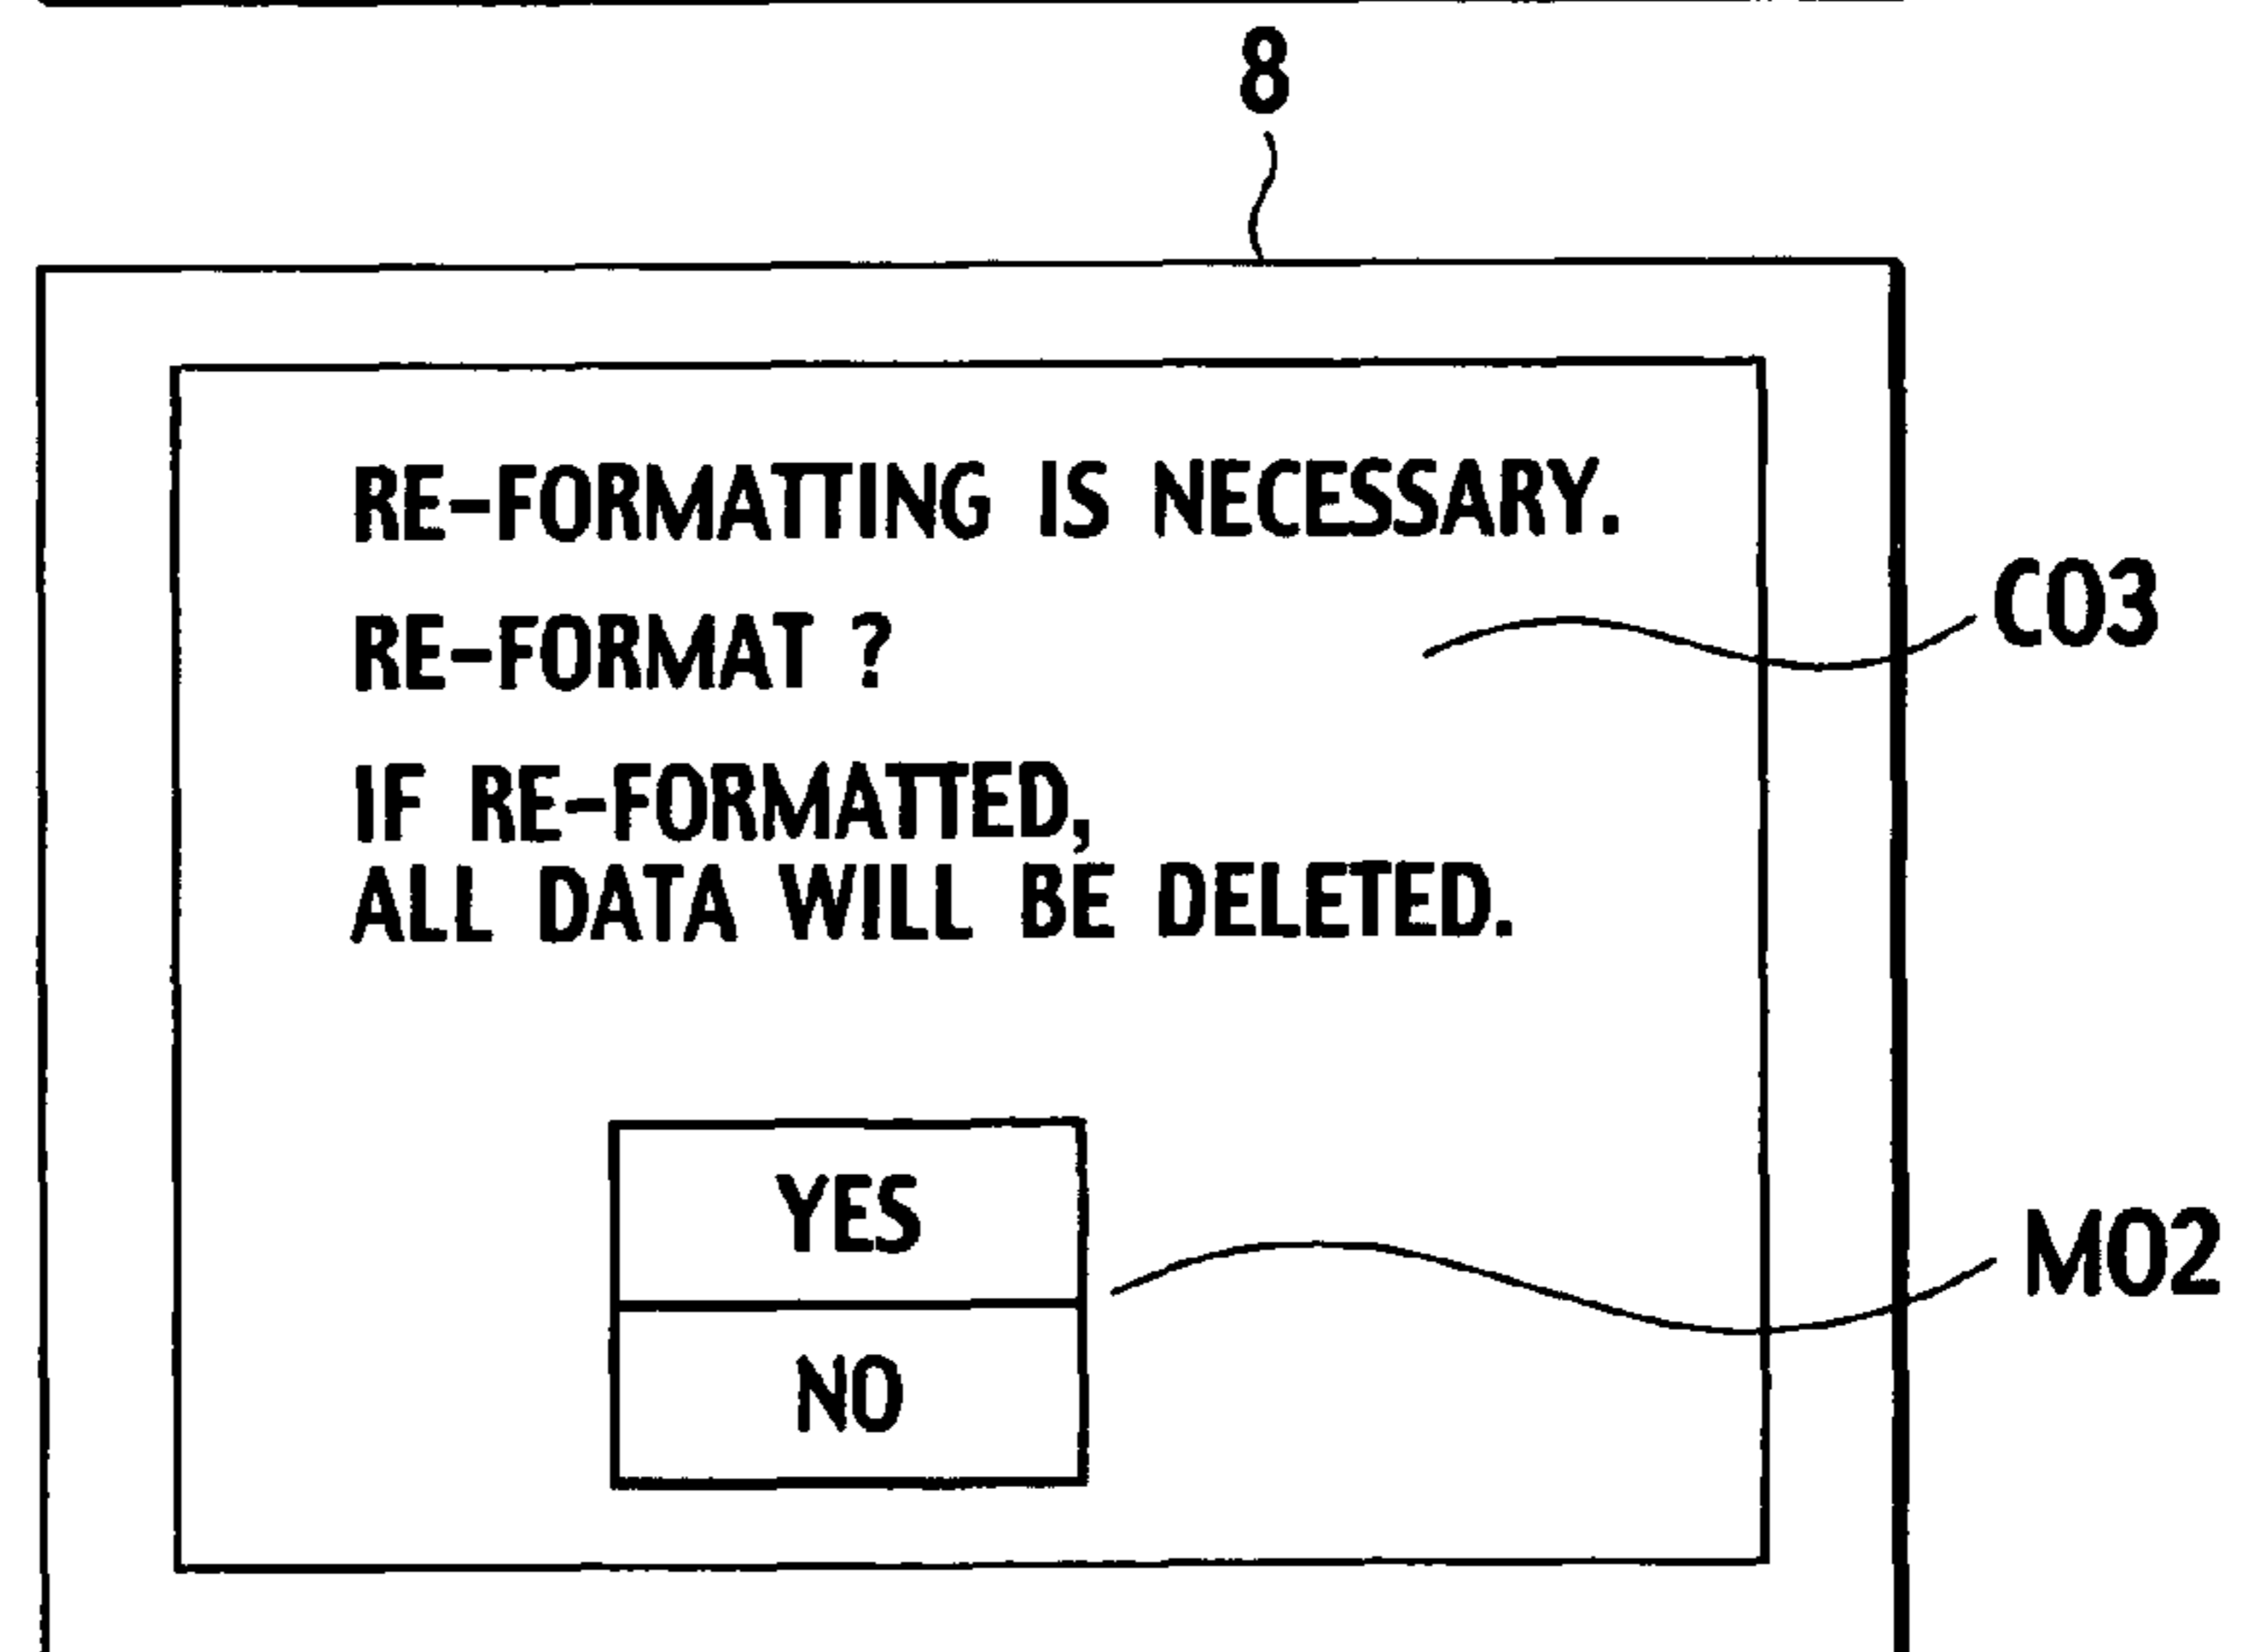 8
RE-FORMATTING IS NECESSARY.
RE-FORMAT ?
C03
IF RE-FORMATTED,
ALL DATA WILL BE DELETED.
YES
M02
NO